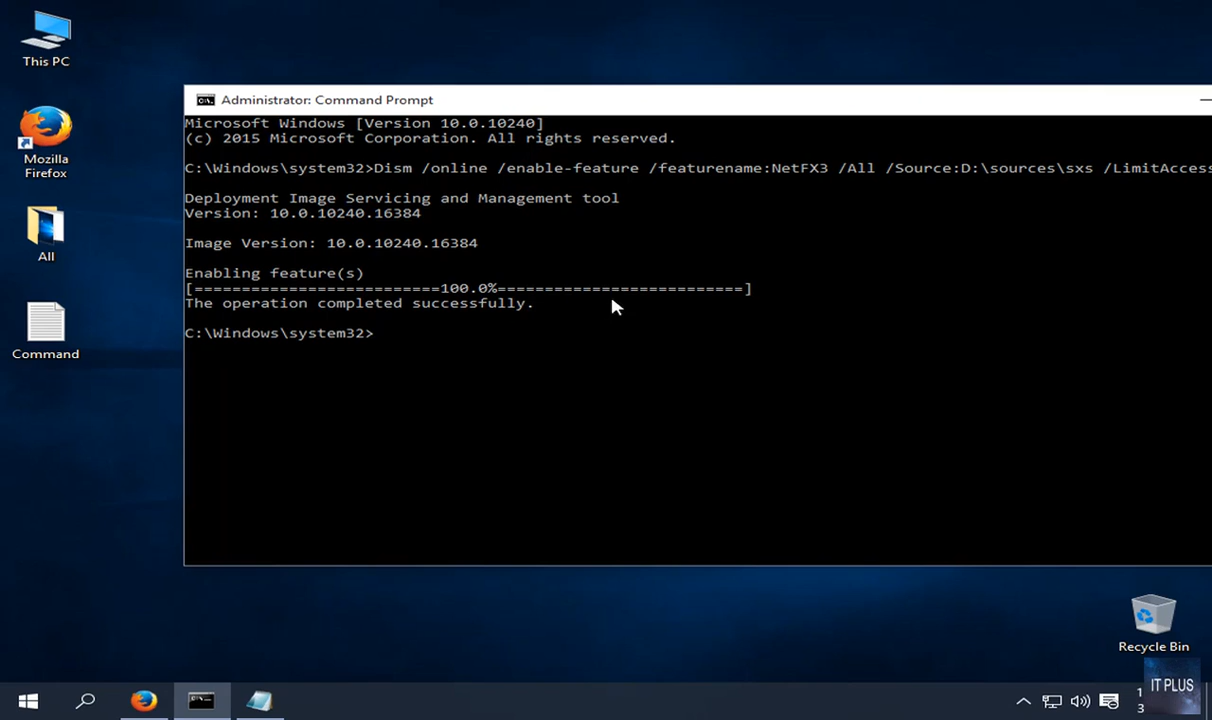 This PC
Mozilla
Firefox
All
Command
Administrator: Command Prompt
Microsoft Windows [Version 10.0.10240]
(c) 2015 Microsoft Corporation. All rights reserved.
C:\Windows\system32>Dism /online /enable-feature /featurename:NetFX3 /All /Source:D:\sources\sxs /LimitAccess
Deployment Image Servicing and Management tool
Version: 10.0.10240.16384
Image Version: 10.0.10240.16384
Enabling feature(s)
[==========================100.0%==========================]
The operation completed successfully.
C:\Windows\system32>
Recycle Bin
1
3
IT PLUS